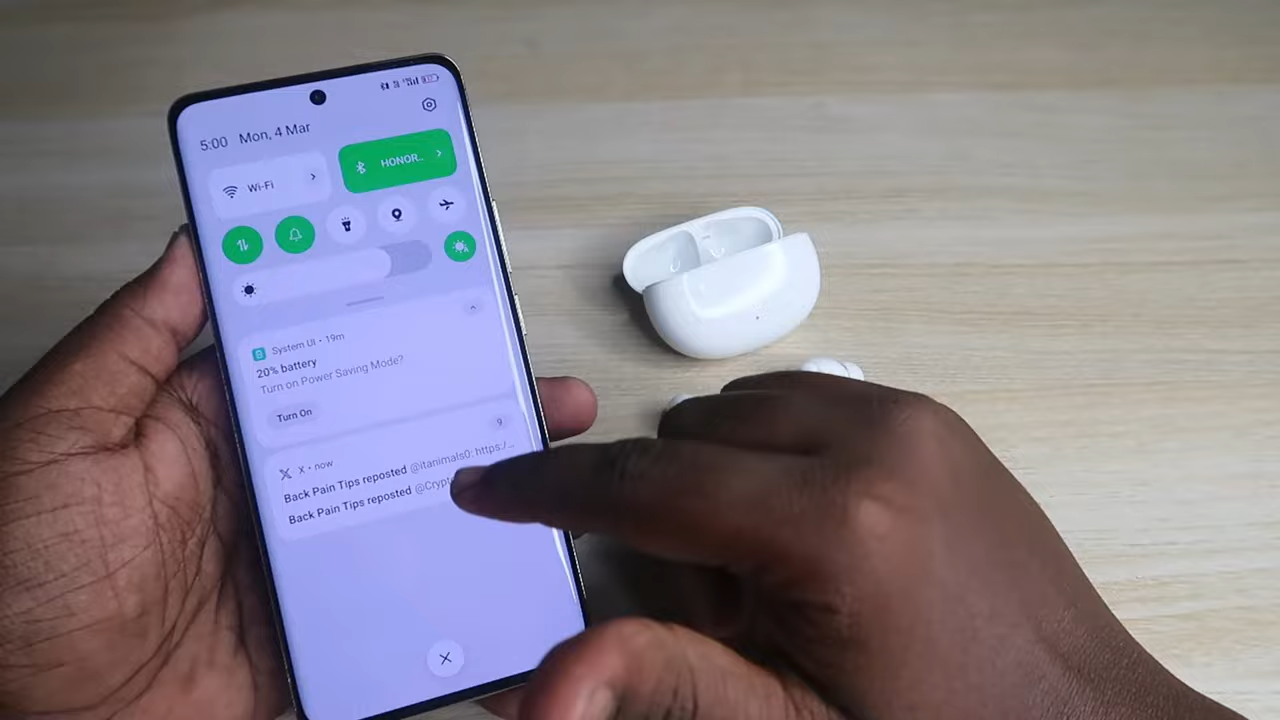 5:00 Mon, 4 Mar
Wi-Fi
HONOR...
System UI • 19m
20% battery
Turn on Power Saving Mode?
Turn On
9
X • now
Back Pain Tips reposted @itanimals0: https:/...
Back Pain Tips reposted @Crypt